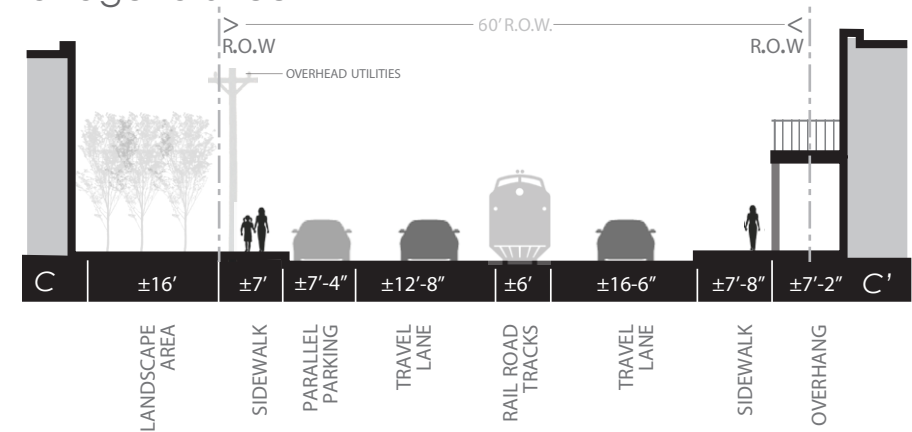 60' R.O.W.
R.O.W
R.O.W
OVERHEAD UTILITIES
C
±16'
±7'
±7'-4"
±12'-8"
±6'
±16-6"
±7'-8"
±7'-2"
C'
LANDSCAPE
AREA
SIDEWALK
PARALLEL
PARKING
TRAVEL
LANE
RAIL ROAD
TRACKS
TRAVEL
LANE
SIDEWALK
OVERHANG